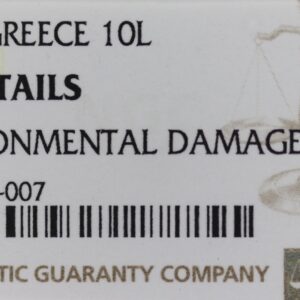 GREECE 10L
TAILS
ONMENTAL DAMAGE
-007
TIC GUARANTY COMPANY